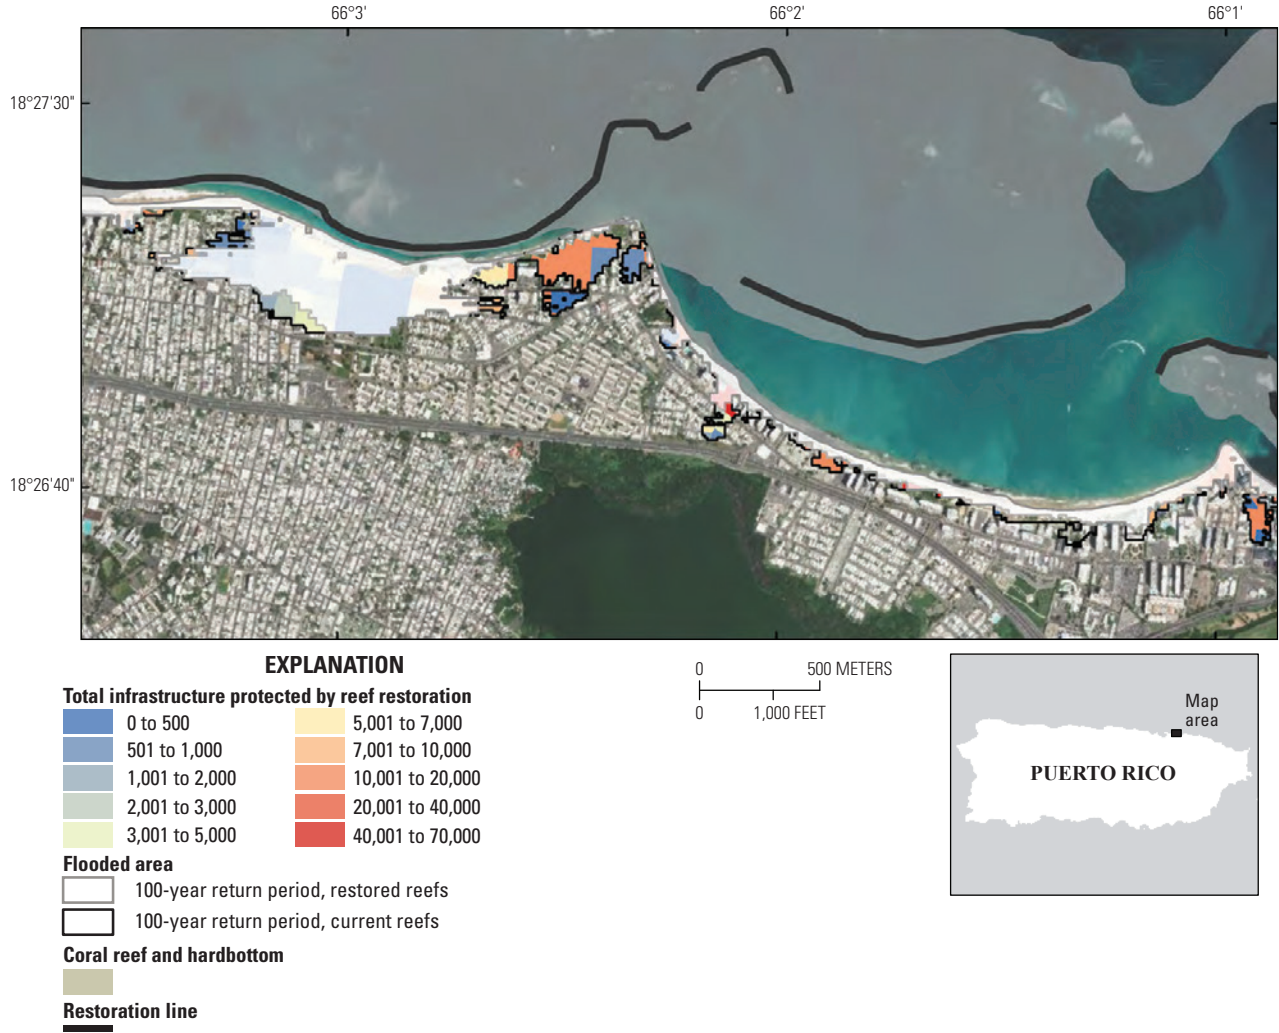 66°3' 66°2' 66°1'
18°27'30"
18°26'40"
EXPLANATION
Total infrastructure protected by reef restoration
0 to 500
501 to 1,000
1,001 to 2,000
2,001 to 3,000
3,001 to 5,000
5,001 to 7,000
7,001 to 10,000
10,001 to 20,000
20,001 to 40,000
40,001 to 70,000
Flooded area
100-year return period, restored reefs
100-year return period, current reefs
Coral reef and hardbottom
Restoration line
0 500 METERS
0 1,000 FEET
Map
area
PUERTO RICO